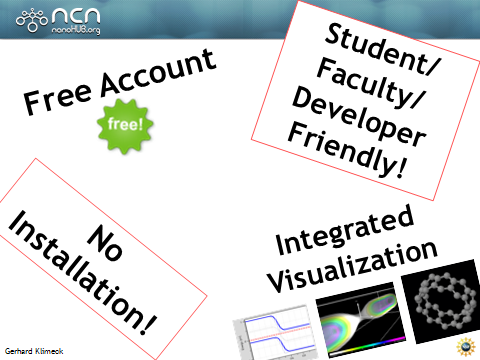 ncn
nanoHUB.org
Free Account
free!
Student/
Faculty/
Developer
Friendly!
No
Installation!
Integrated
Visualization
Gerhard Klimeck